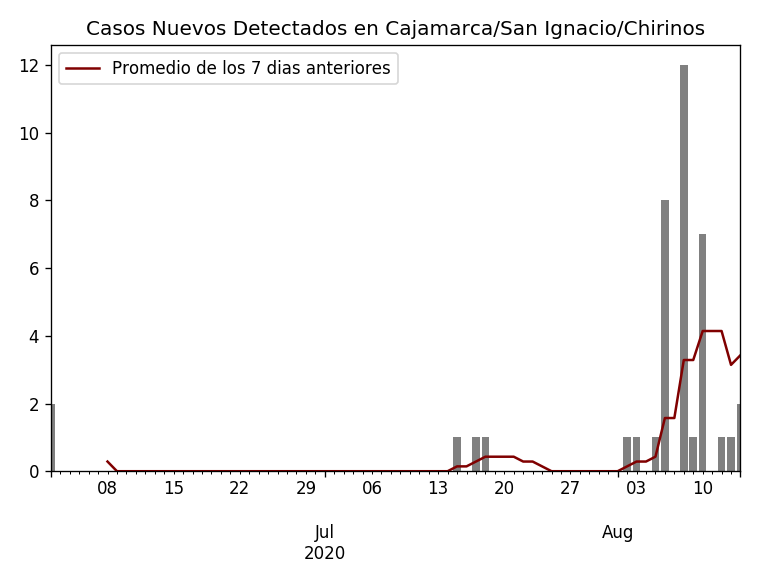 Casos Nuevos Detectados en Cajamarca/San Ignacio/Chirinos
Promedio de los 7 dias anteriores
12
10
8
6
4
2
0
08 15 22 29 06 13 20 27 03 10
Jul Aug
2020